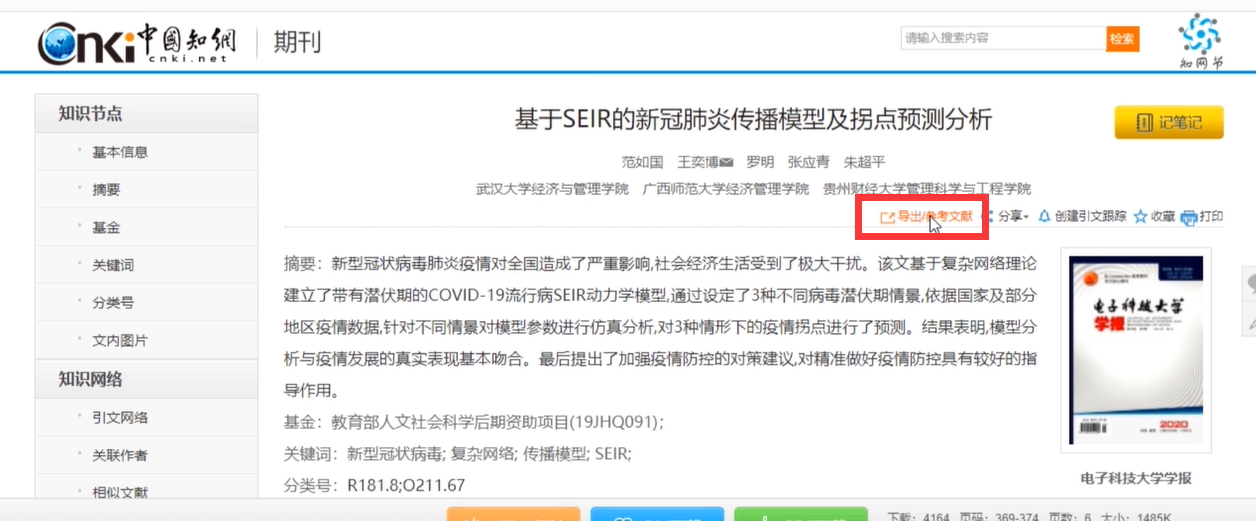 Cnki 中國知網 期刊
cnki.net
请输入搜索内容 检索
知网节
知识节点
基本信息
摘要
基金
关键词
分类号
文内图片
知识网络
引文网络
关联作者
相似文献
基于SEIR的新冠肺炎传播模型及拐点预测分析
记笔记
范如国 王奕博 罗明 张应青 朱超平
武汉大学经济与管理学院 广西师范大学经济管理学院 贵州财经大学管理科学与工程学院
导出/参考文献 分享 创建引文跟踪 收藏 打印
摘要：新型冠状病毒肺炎疫情对全国造成了严重影响,社会经济生活受到了极大干扰。该文基于复杂网络理论
建立了带有潜伏期的COVID-19流行病SEIR动力学模型,通过设定了3种不同病毒潜伏期情景,依据国家及部分
地区疫情数据,针对不同情景对模型参数进行仿真分析,对3种情形下的疫情拐点进行了预测。结果表明,模型分
析与疫情发展的真实表现基本吻合。最后提出了加强疫情防控的对策建议,对精准做好疫情防控具有较好的指
导作用。
基金：教育部人文社会科学后期资助项目(19JHQ091);
关键词：新型冠状病毒; 复杂网络; 传播模型; SEIR;
分类号：R181.8;O211.67
电子科技大学
学报
2020
电子科技大学学报
下载：4164 页码：369-374 页数：6 大小：1485K